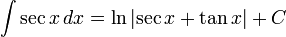 ∫ sec x dx = ln |sec x + tan x| + C